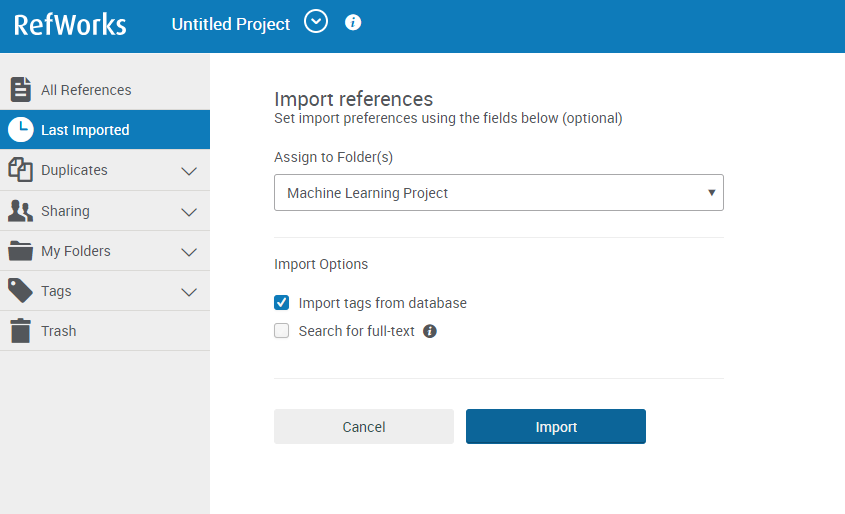 RefWorks
Untitled Project
All References
Last Imported
Duplicates
Sharing
My Folders
Tags
Trash
Import references
Set import preferences using the fields below (optional)
Assign to Folder(s)
Machine Learning Project
Import Options
Import tags from database
Search for full-text
Cancel
Import